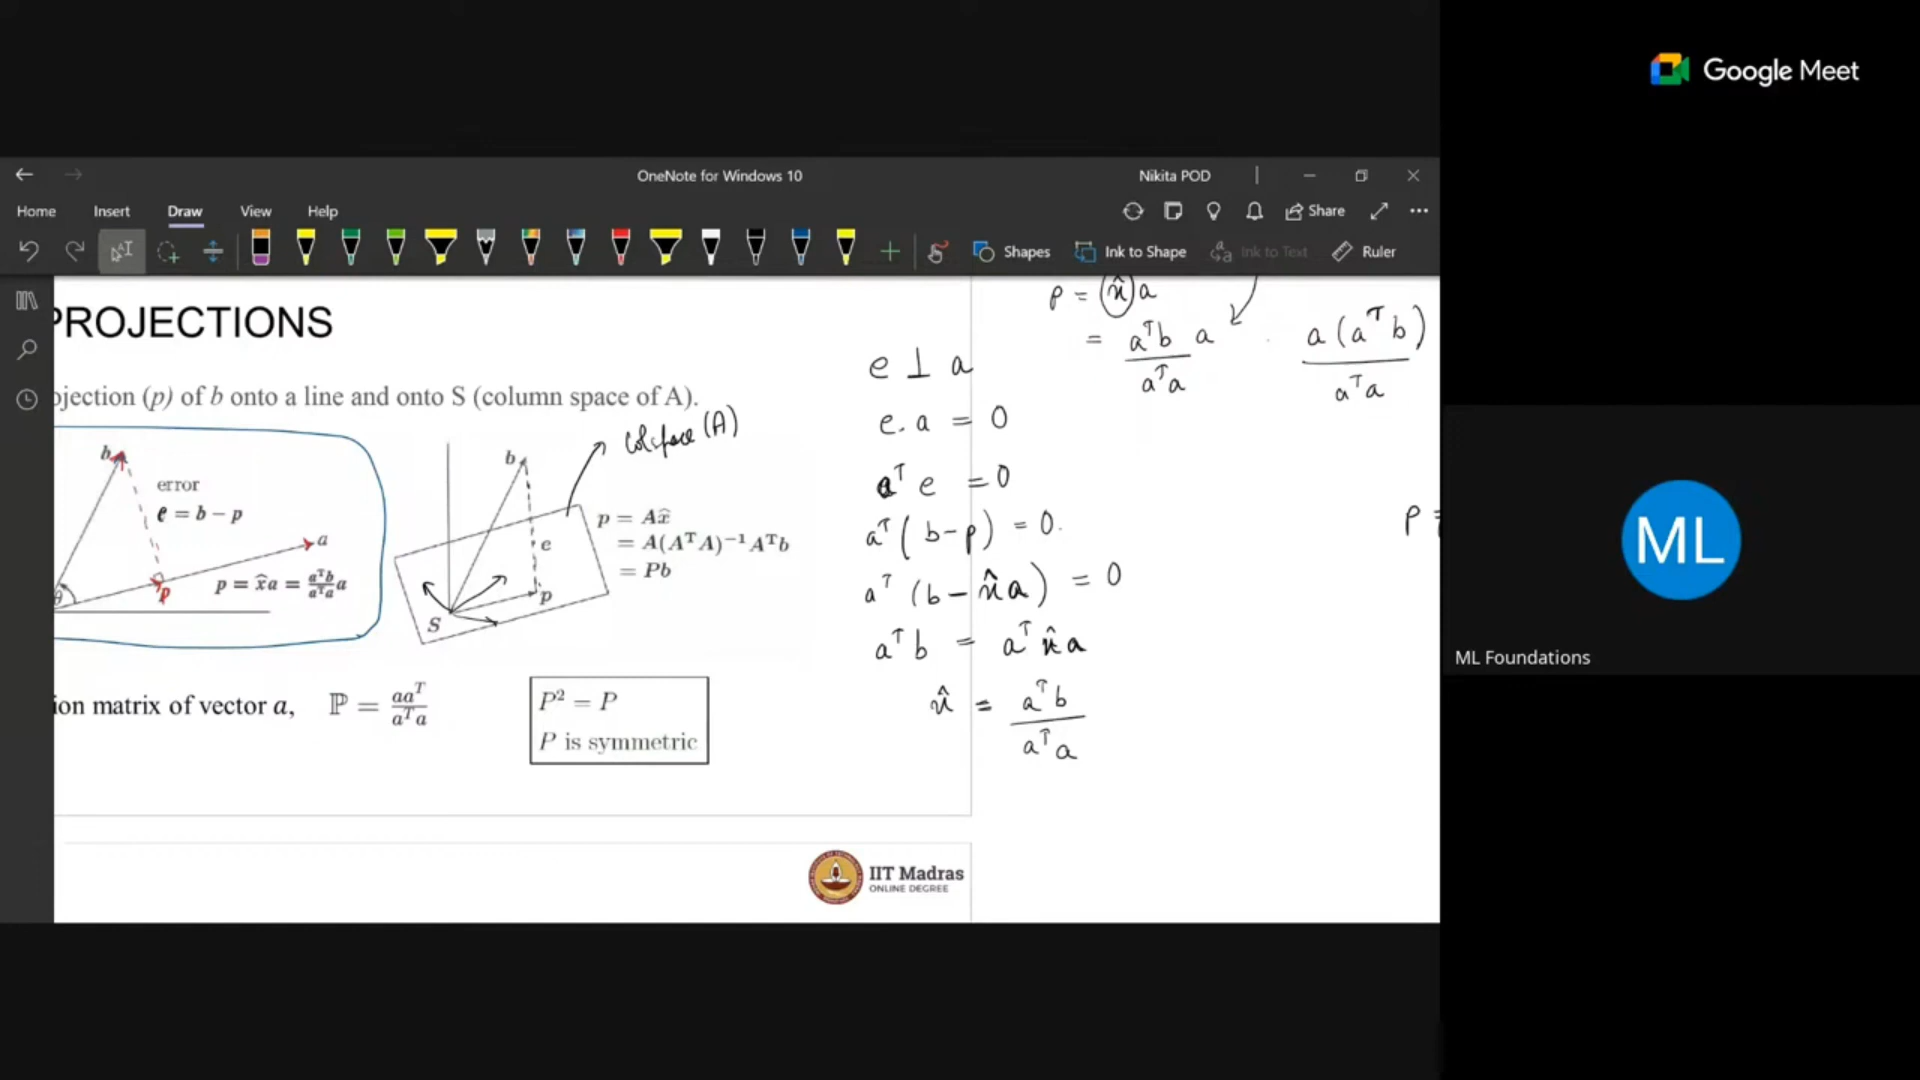 Google Meet
OneNote for Windows 10
Nikita POD
Home Insert Draw View Help
Share
Shapes Ink to Shape Ink to Text Ruler
PROJECTIONS
ojection (p) of b onto a line and onto S (column space of A).
b
error
e = b − p
a
p
θ
p = x̂a = aᵀb/aᵀa a
b
e
p
S
(A)
p = Ax̂
= A(AᵀA)⁻¹Aᵀb
= Pb
ion matrix of vector a, ℙ = aaᵀ/aᵀa
P² = P
P is symmetric
e ⊥ a
e. a = 0
aᵀ e = 0
aᵀ ( b − p) = 0.
aᵀ (b − x̂a) = 0
aᵀb = aᵀ x̂ a
x̂ = aᵀb/aᵀa
p = (x̂)a
= aᵀb/aᵀa a
a(aᵀb)/aᵀa
p =
IIT Madras
ONLINE DEGREE
ML
ML Foundations